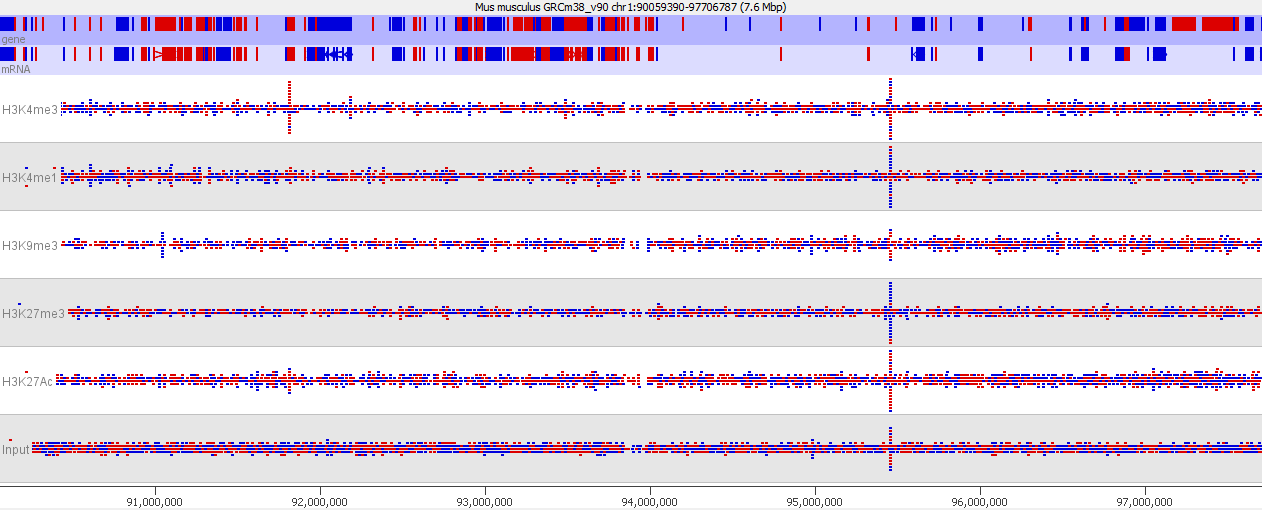 Mus musculus GRCm38_v90 chr1:90059390-97706787 (7.6 Mbp)
gene
mRNA
H3K4me3
H3K4me1
H3K9me3
H3K27me3
H3K27Ac
Input
91,000,000 92,000,000 93,000,000 94,000,000 95,000,000 96,000,000 97,000,000